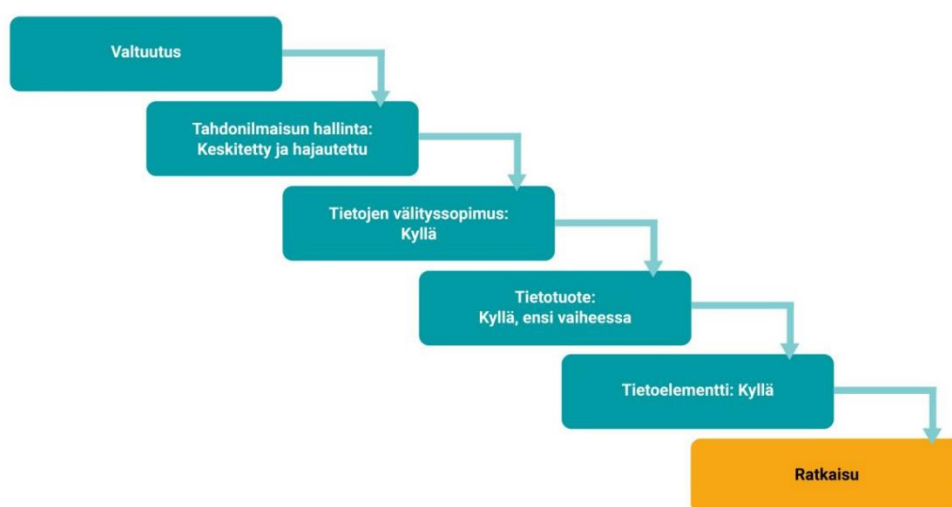 Valtuutus
Tahdonilmaisun hallinta:
Keskitetty ja hajautettu
Tietojen välityssopimus:
Kyllä
Tietotuote:
Kyllä, ensi vaiheessa
Tietoelementti: Kyllä
Ratkaisu